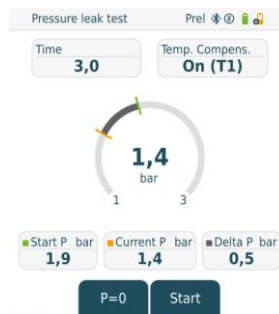 Pressure leak test Prel
Time Temp. Compens.
3,0 On (T1)
1,4
bar
1 3
Start P bar Current P bar Delta P bar
1,9 1,4 0,5
P=0 Start